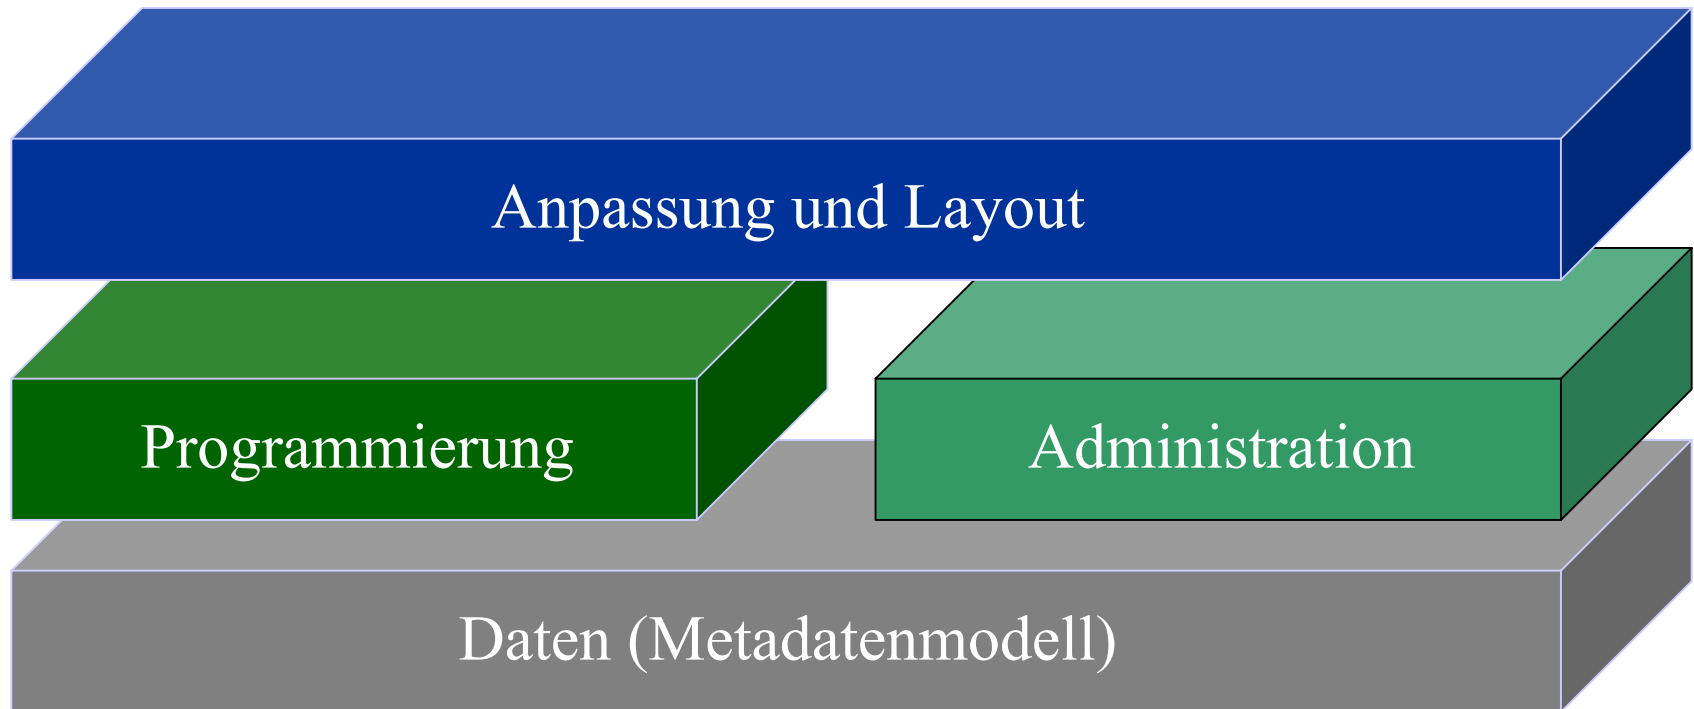 Anpassung und Layout
Programmierung
Administration
Daten (Metadatenmodell)